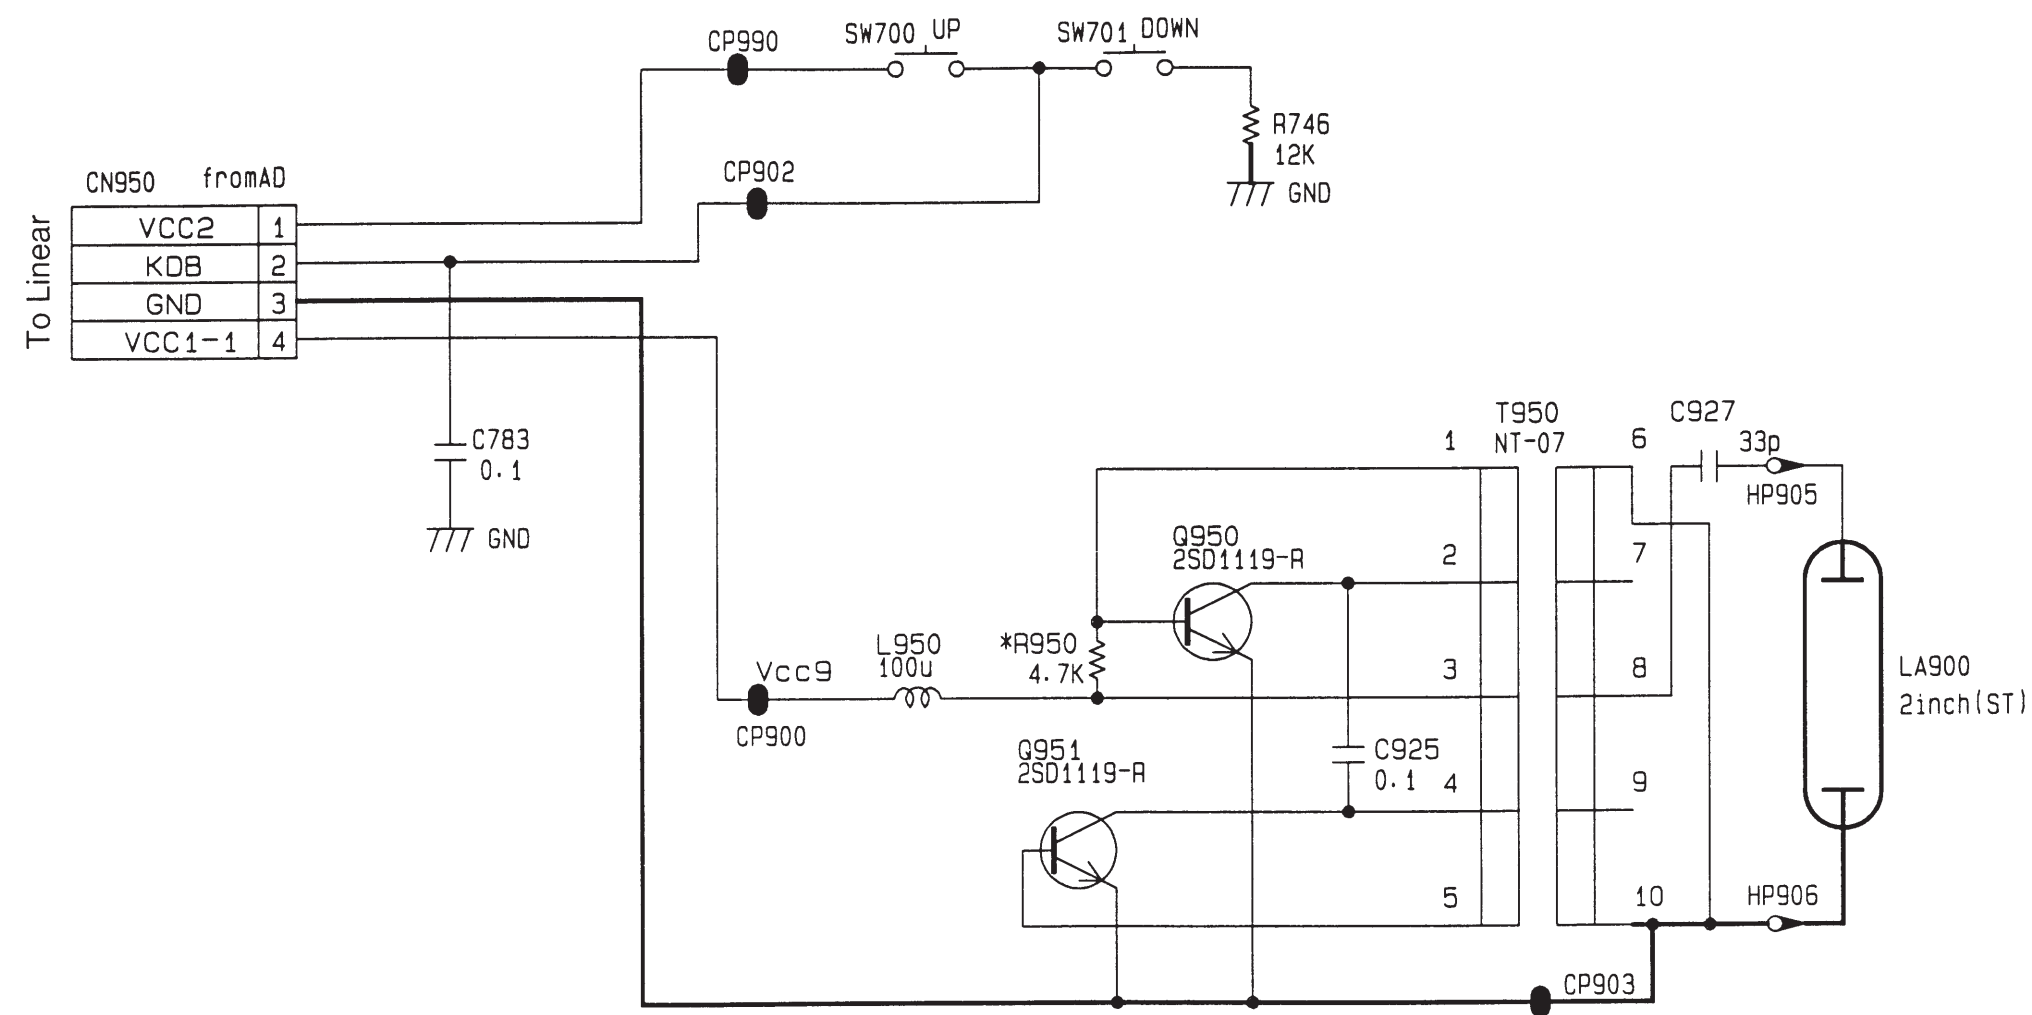 CP990
SW700 UP
SW701 DOWN
R746
12K
GND
CP902
CN950 fromAD
To Linear
VCC2 1
KDB 2
GND 3
VCC1-1 4
C783
0.1
GND
T950
NT-07
C927
33p
HP905
1
6
Q950
2SD1119-R
2
7
L950
100u
*R950
4.7K
Vcc9
CP900
3
8
LA900
2inch(ST)
Q951
2SD1119-R
C925
0.1
4
9
5
10
HP906
CP903